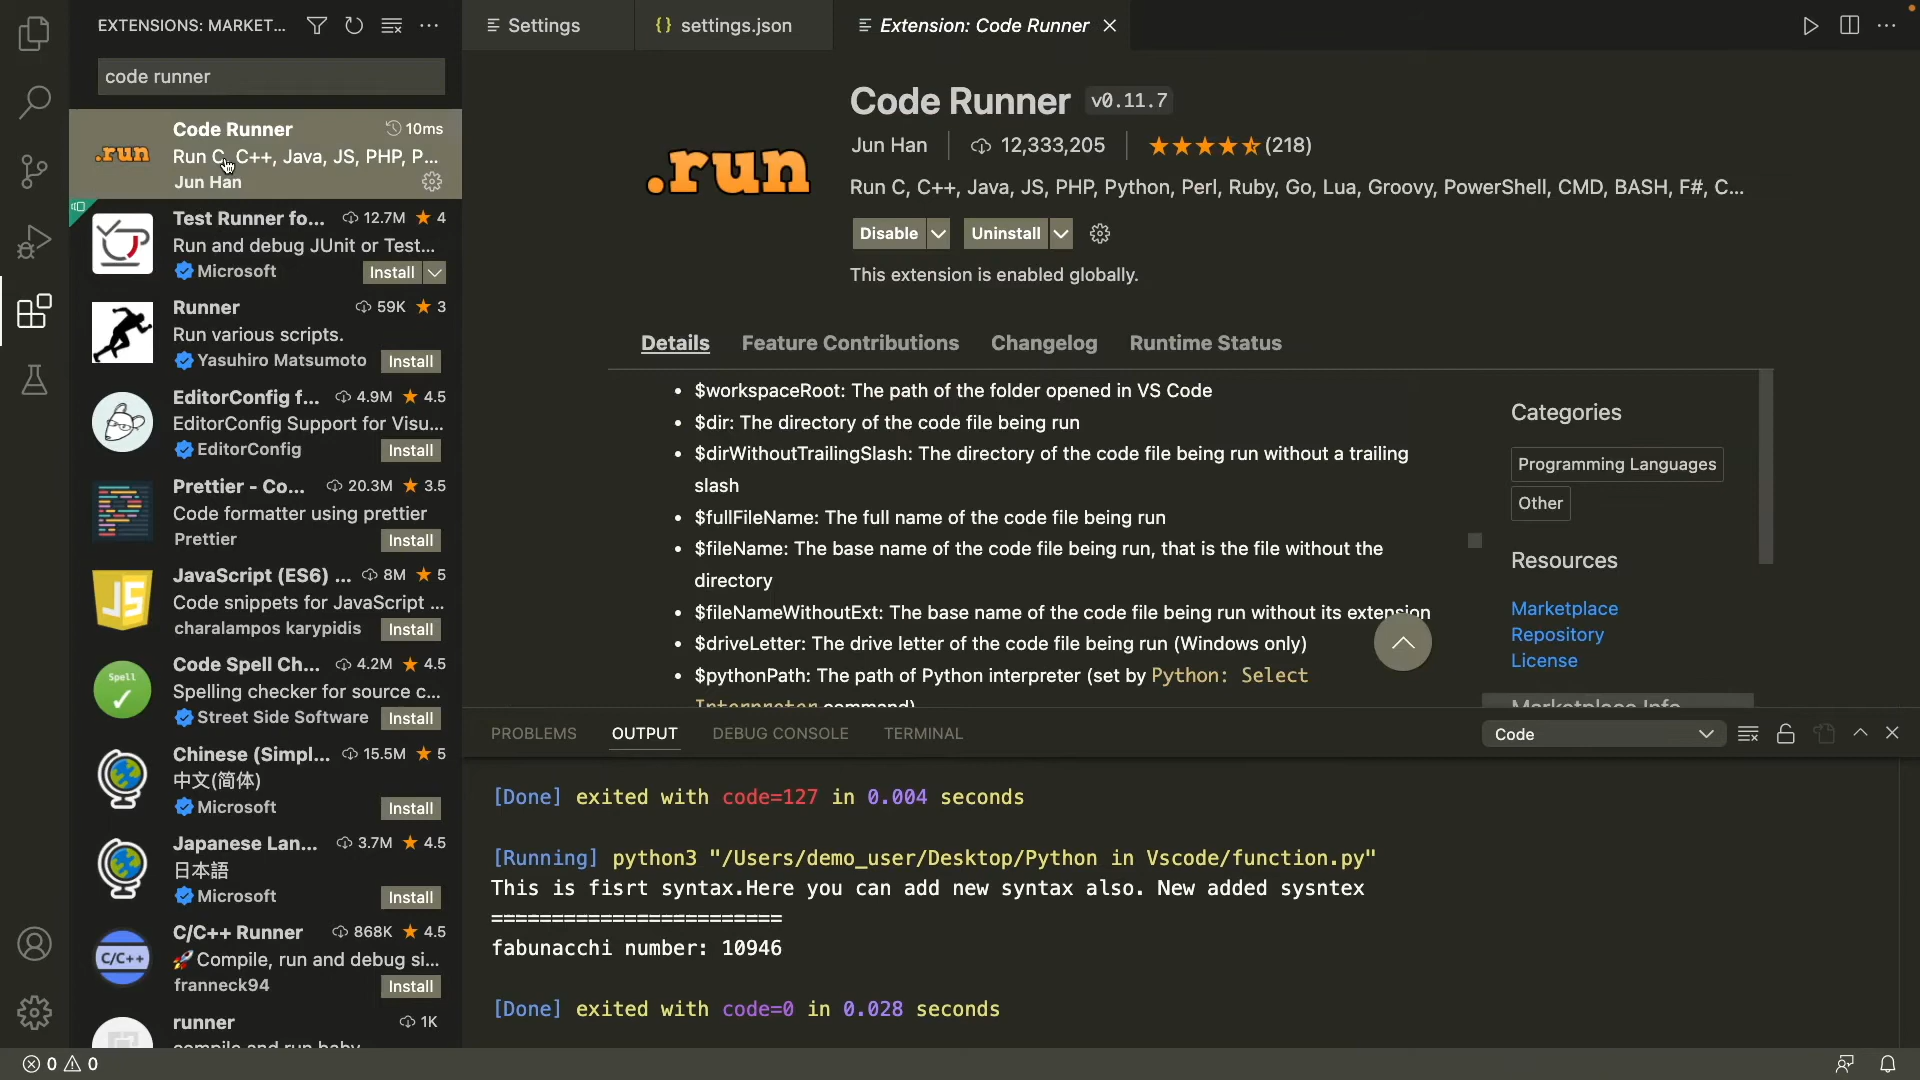 EXTENSIONS: MARKET...
code runner
Code Runner 10ms
Run C, C++, Java, JS, PHP, P...
Jun Han
Test Runner fo... 12.7M ★ 4
Run and debug JUnit or Test...
Microsoft Install
Runner 59K ★ 3
Run various scripts.
Yasuhiro Matsumoto Install
EditorConfig f... 4.9M ★ 4.5
EditorConfig Support for Visu...
EditorConfig Install
Prettier - Co... 20.3M ★ 3.5
Code formatter using prettier
Prettier Install
JS
JavaScript (ES6) ... 8M ★ 5
Code snippets for JavaScript ...
charalampos karypidis Install
Spell
Code Spell Ch... 4.2M ★ 4.5
Spelling checker for source c...
Street Side Software Install
Chinese (Simpl... 15.5M ★ 5
中文(简体)
Microsoft Install
Japanese Lan... 3.7M ★ 4.5
日本語
Microsoft Install
C/C++
C/C++ Runner 868K ★ 4.5
🚀 Compile, run and debug si...
franneck94 Install
runner 1K
compile and run baby
0 0
Settings
{} settings.json
Extension: Code Runner
.run
.run
Code Runner v0.11.7
Jun Han 12,333,205 (218)
Run C, C++, Java, JS, PHP, Python, Perl, Ruby, Go, Lua, Groovy, PowerShell, CMD, BASH, F#, C...
Disable Uninstall
This extension is enabled globally.
Details Feature Contributions Changelog Runtime Status
• $workspaceRoot: The path of the folder opened in VS Code
• $dir: The directory of the code file being run
• $dirWithoutTrailingSlash: The directory of the code file being run without a trailing
slash
• $fullFileName: The full name of the code file being run
• $fileName: The base name of the code file being run, that is the file without the
directory
• $fileNameWithoutExt: The base name of the code file being run without its extension
• $driveLetter: The drive letter of the code file being run (Windows only)
• $pythonPath: The path of Python interpreter (set by Python: Select
Interpreter command)
Categories
Programming Languages
Other
Resources
Marketplace
Repository
License
Marketplace Info
PROBLEMS OUTPUT DEBUG CONSOLE TERMINAL
Code
[Done] exited with code=127 in 0.004 seconds
[Running] python3 "/Users/demo_user/Desktop/Python in Vscode/function.py"
This is fisrt syntax.Here you can add new syntax also. New added sysntex
========================
fabunacchi number: 10946
[Done] exited with code=0 in 0.028 seconds